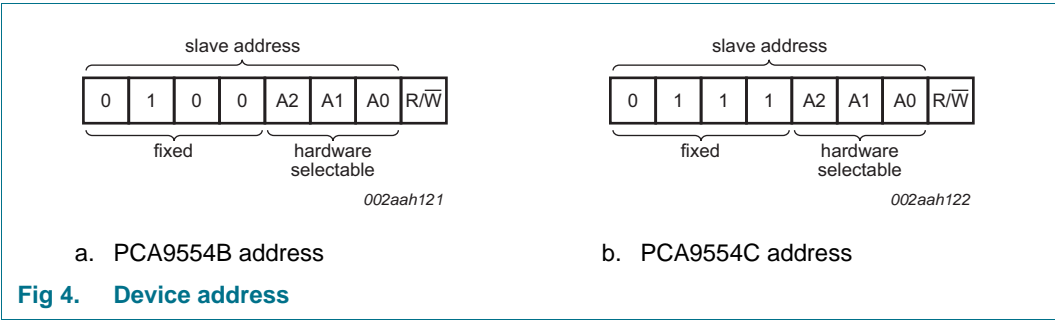 slave address
0 1 0 0 A2 A1 A0 R/W̅
fixed
hardware
selectable
002aah121
a. PCA9554B address
slave address
0 1 1 1 A2 A1 A0 R/W̅
fixed
hardware
selectable
002aah122
b. PCA9554C address
Fig 4. Device address